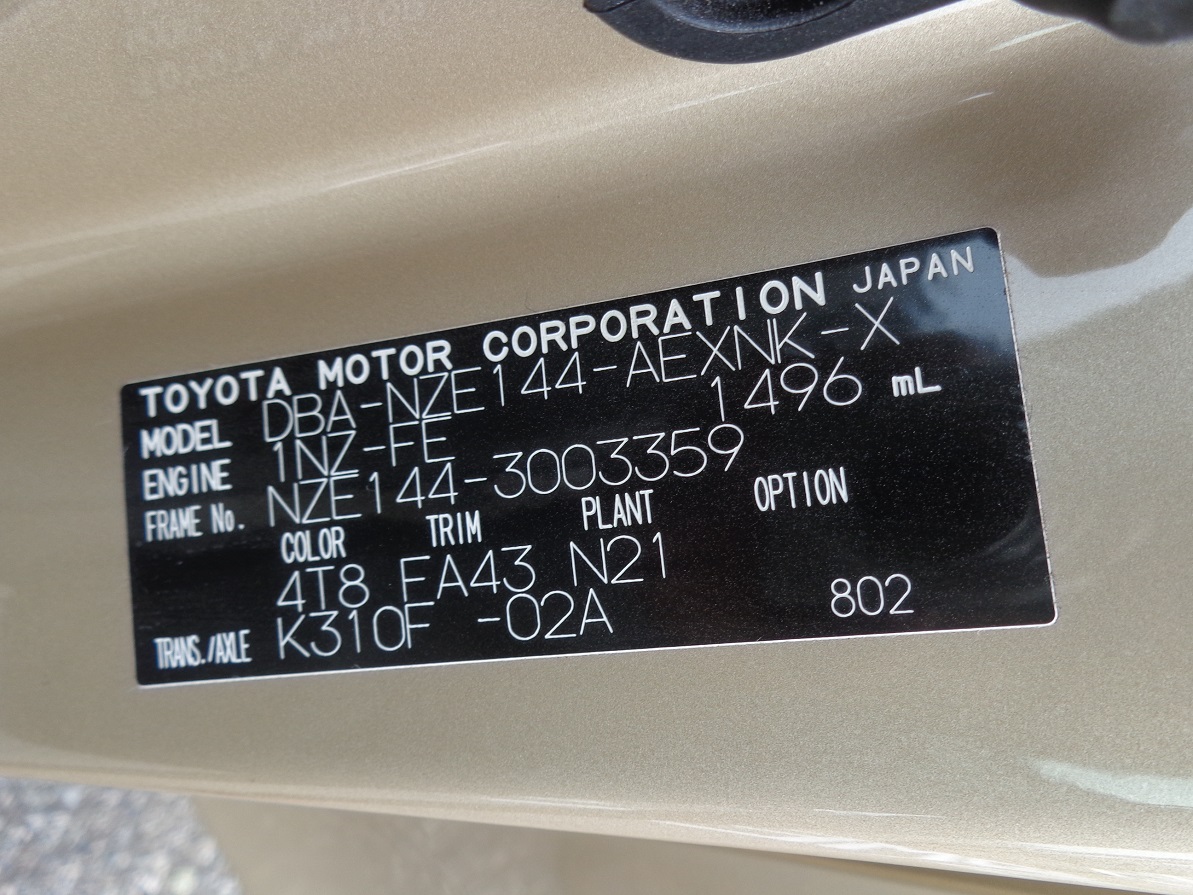 TOYOTA MOTOR CORPORATION JAPAN
MODEL DBA-NZE144-AEXNK-X
ENGINE 1NZ-FE 1496 mL
FRAME No. NZE144-3003359
COLOR TRIM PLANT OPTION
4T8 FA43 N21
TRANS./AXLE K310F -02A 802